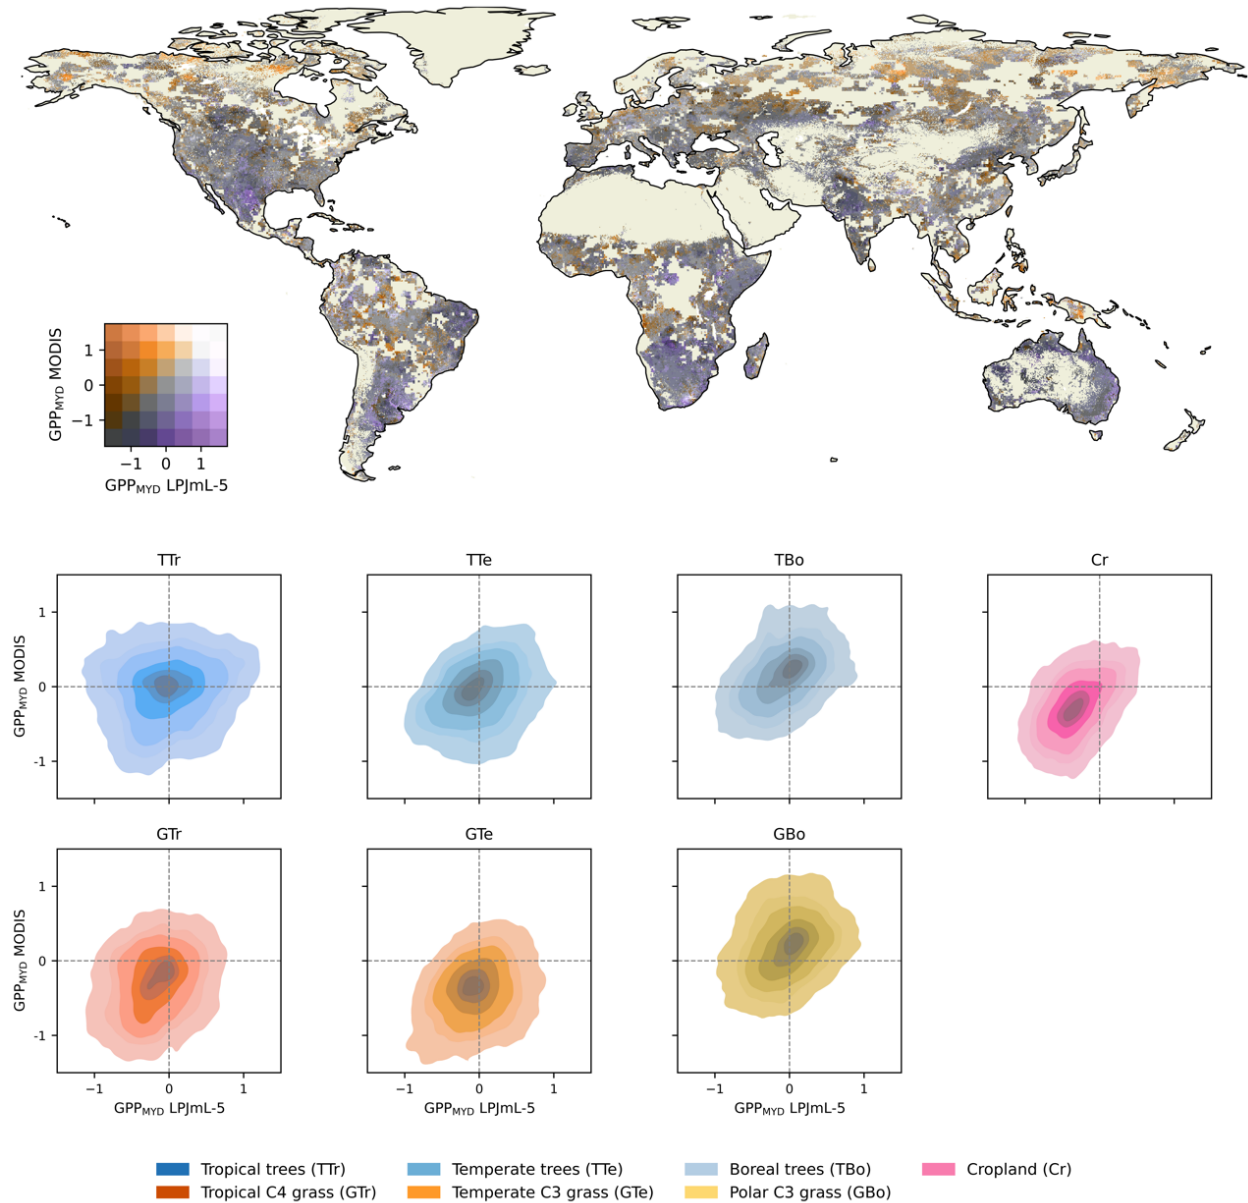 1
0
−1
GPPMYD MODIS
−1 0 1
GPPMYD LPJmL-5
TTr TTe TBo Cr
1
0
-1
GPPMYD MODIS
GTr GTe GBo
1
0
-1
GPPMYD MODIS
−1 0 1 −1 0 1 −1 0 1
GPPMYD LPJmL-5 GPPMYD LPJmL-5 GPPMYD LPJmL-5
Tropical trees (TTr) Temperate trees (TTe) Boreal trees (TBo) Cropland (Cr)
Tropical C4 grass (GTr) Temperate C3 grass (GTe) Polar C3 grass (GBo)